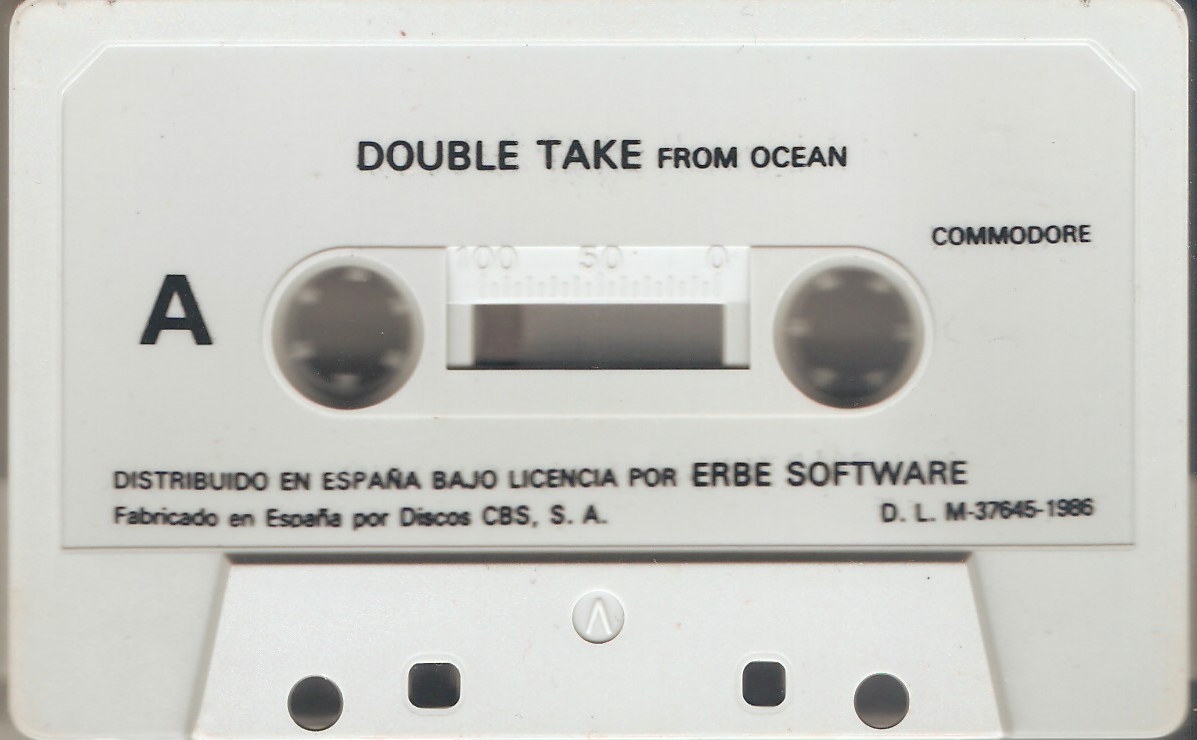 DOUBLE TAKE FROM OCEAN
COMMODORE
A
100 50 0
DISTRIBUIDO EN ESPAÑA BAJO LICENCIA POR ERBE SOFTWARE
Fabricado en España por Discos CBS, S. A.
D. L. M-37645-1986